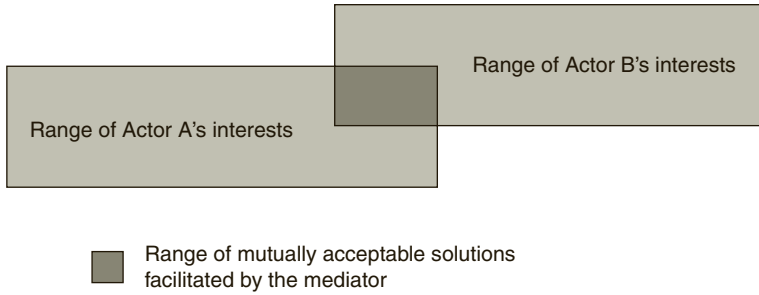 Range of Actor B’s interests
Range of Actor A’s interests
Range of mutually acceptable solutions
facilitated by the mediator